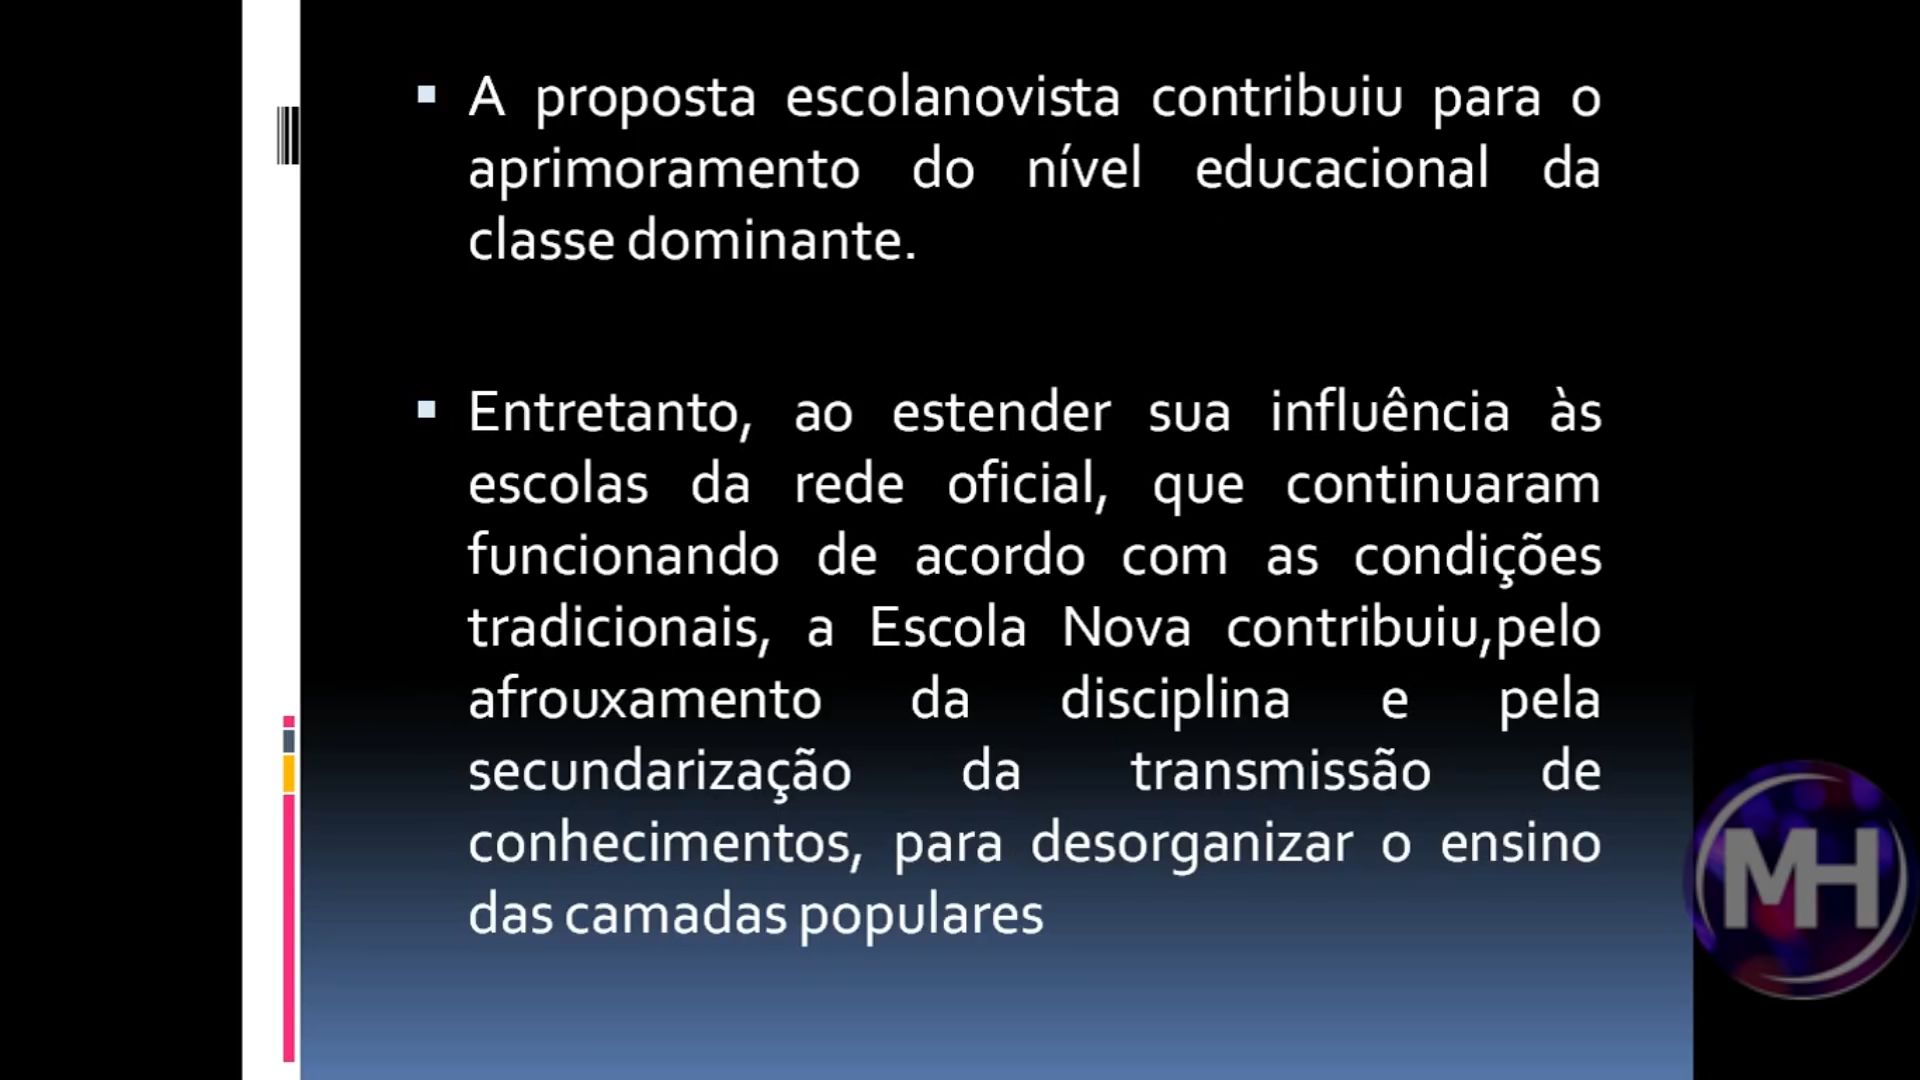 A proposta escolanovista contribuiu para o
aprimoramento do nível educacional da
classe dominante.
Entretanto, ao estender sua influência às
escolas da rede oficial, que continuaram
funcionando de acordo com as condições
tradicionais, a Escola Nova contribuiu,pelo
afrouxamento da disciplina e pela
secundarização da transmissão de
conhecimentos, para desorganizar o ensino
das camadas populares
MH